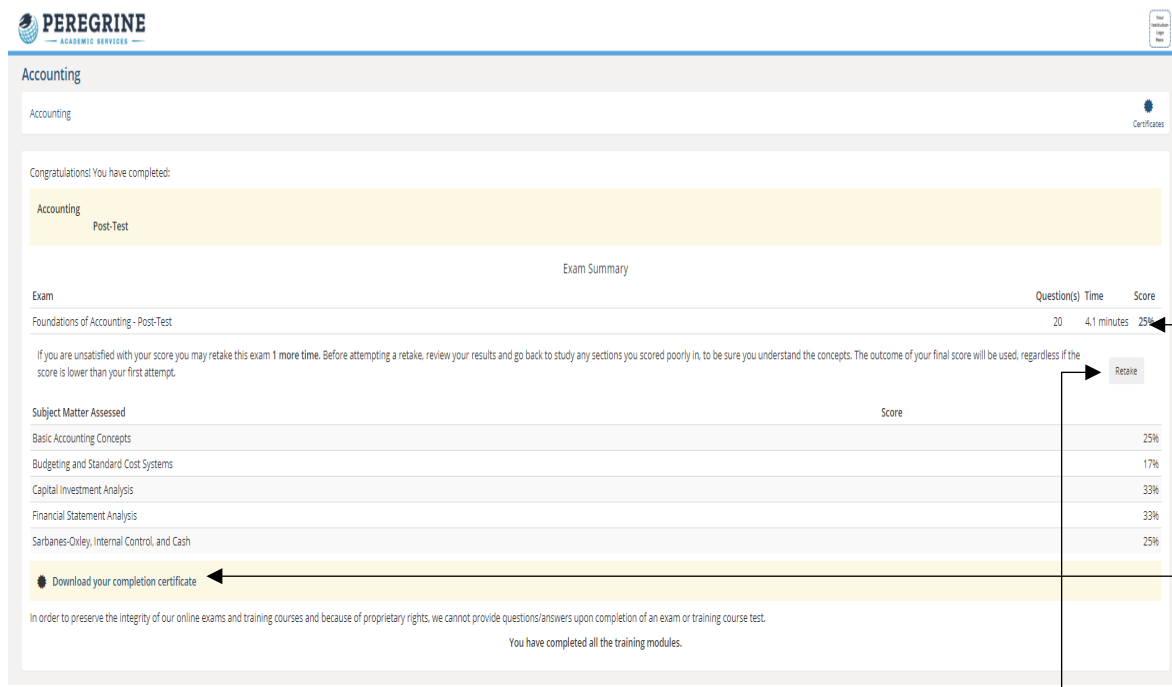 PEREGRINE
ACADEMIC SERVICES
Your
Institution
Logo
Here
Accounting
Accounting
Certificates
Congratulations! You have completed:
Accounting
Post-Test
Exam Summary
Exam Question(s) Time Score
Foundations of Accounting - Post-Test 20 4.1 minutes 25%
If you are unsatisfied with your score you may retake this exam 1 more time. Before attempting a retake, review your results and go back to study any sections you scored poorly in, to be sure you understand the concepts. The outcome of your final score will be used, regardless if the
score is lower than your first attempt.
Retake
Subject Matter Assessed Score
Basic Accounting Concepts 25%
Budgeting and Standard Cost Systems 17%
Capital Investment Analysis 33%
Financial Statement Analysis 33%
Sarbanes-Oxley, Internal Control, and Cash 25%
Download your completion certificate
In order to preserve the integrity of our online exams and training courses and because of proprietary rights, we cannot provide questions/answers upon completion of an exam or training course test.
You have completed all the training modules.